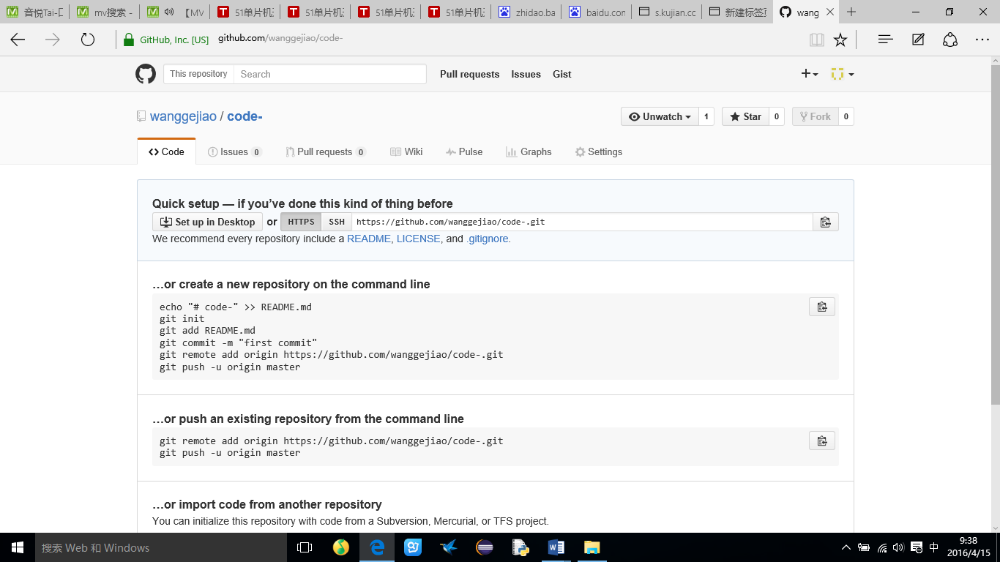 音悦Tai-
mv搜索 -
【MV
51单片机
51单片机
51单片机
51单片机
zhidao.ba
baidu.con
s.kujian.cc
新建标签页
wang
GitHub, Inc. [US] github.com/wanggejiao/code-
This repository Search Pull requests Issues Gist
wanggejiao / code-
Unwatch 1 Star 0 Fork 0
Code Issues 0 Pull requests 0 Wiki Pulse Graphs Settings
Quick setup — if you’ve done this kind of thing before
Set up in Desktop or HTTPS SSH https://github.com/wanggejiao/code-.git
We recommend every repository include a README, LICENSE, and .gitignore.
…or create a new repository on the command line
echo "# code-" >> README.md
git init
git add README.md
git commit -m "first commit"
git remote add origin https://github.com/wanggejiao/code-.git
git push -u origin master
…or push an existing repository from the command line
git remote add origin https://github.com/wanggejiao/code-.git
git push -u origin master
…or import code from another repository
You can initialize this repository with code from a Subversion, Mercurial, or TFS project.
搜索 Web 和 Windows
中
9:38
2016/4/15